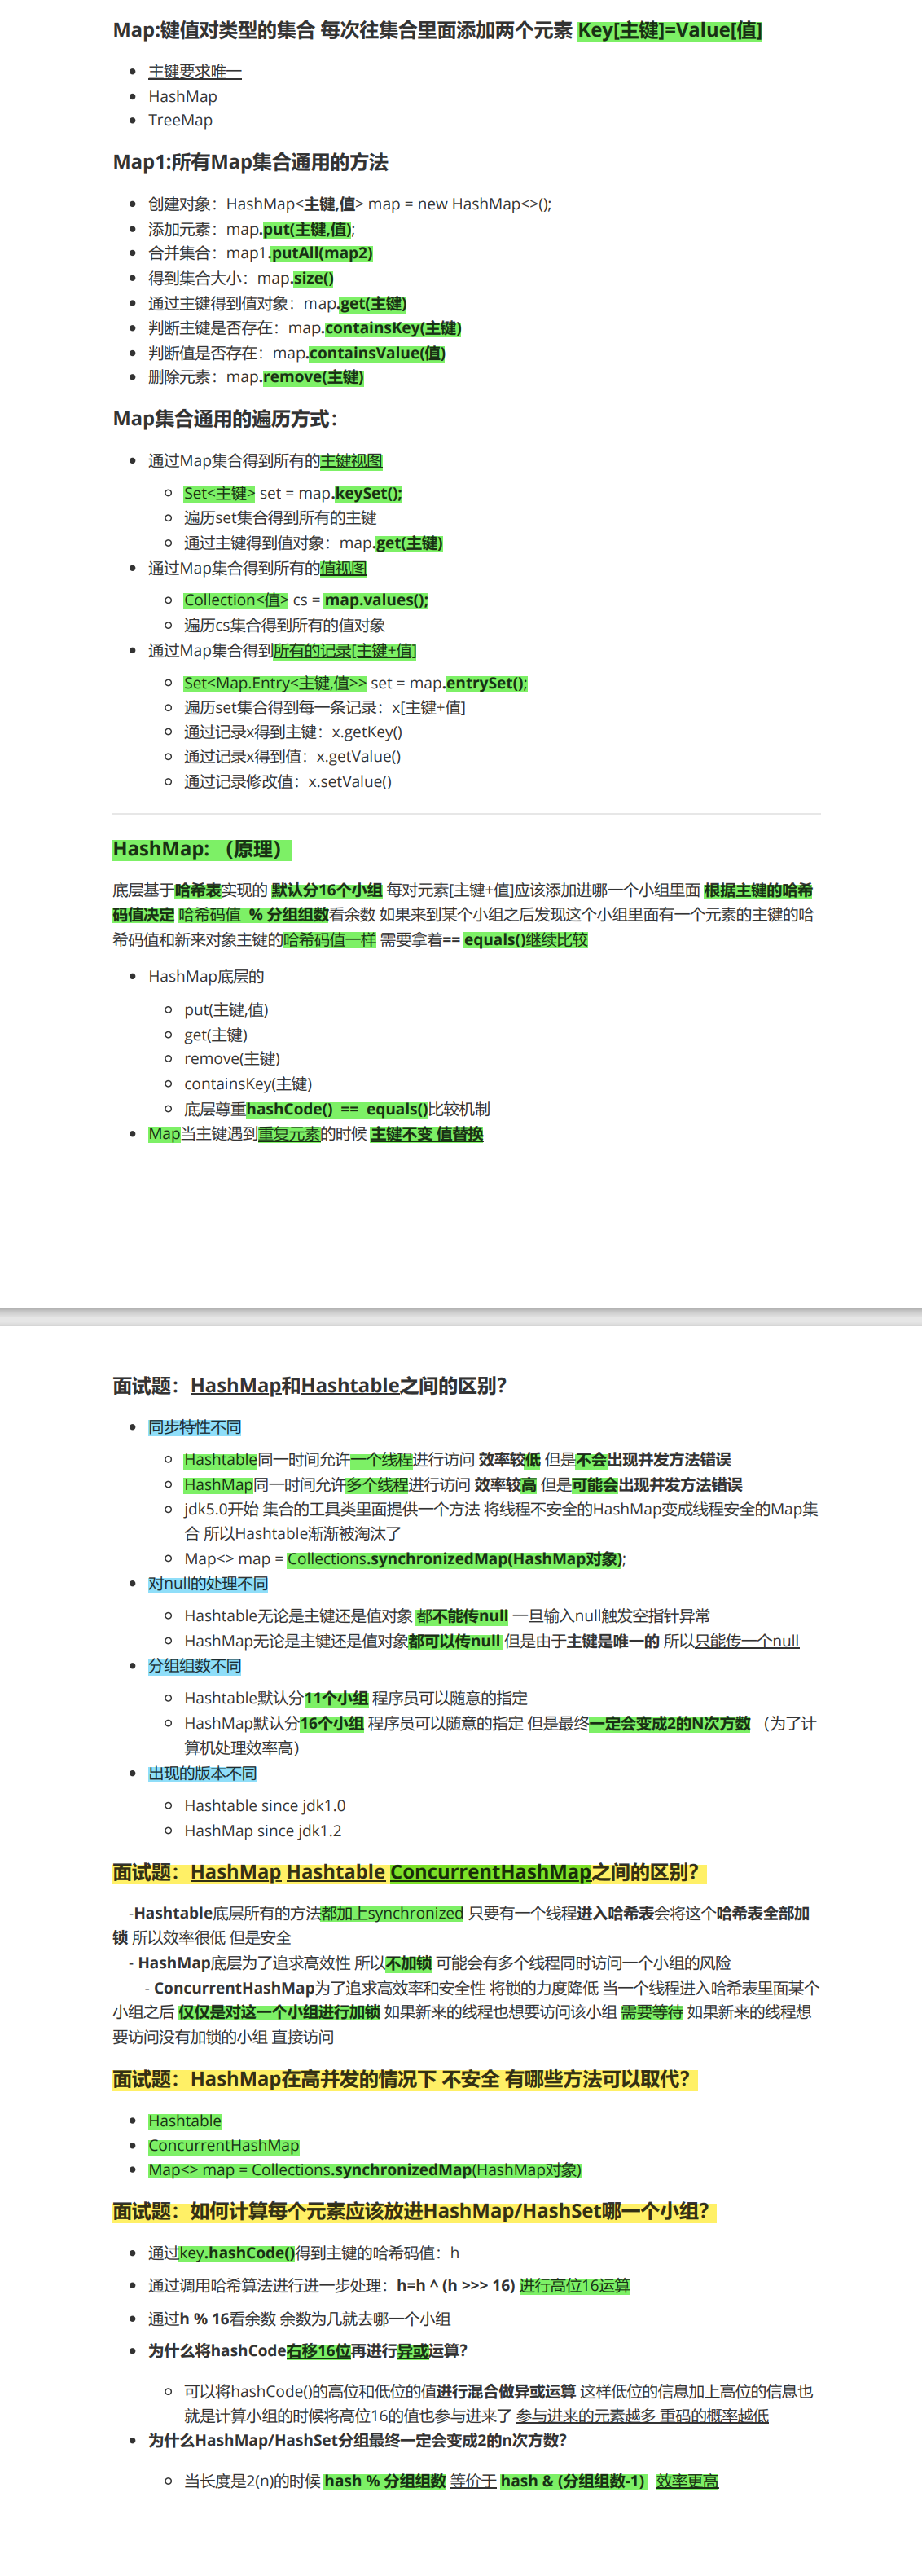 Map:键值对类型的集合 每次往集合里面添加两个元素 Key[主键]=Value[值]
主键要求唯一
HashMap
TreeMap
Map1:所有Map集合通用的方法
创建对象：HashMap<主键,值> map = new HashMap<>();
添加元素：map.put(主键,值);
合并集合：map1.putAll(map2)
得到集合大小：map.size()
通过主键得到值对象：map.get(主键)
判断主键是否存在：map.containsKey(主键)
判断值是否存在：map.containsValue(值)
删除元素：map.remove(主键)
Map集合通用的遍历方式：
通过Map集合得到所有的主键视图
Set<主键> set = map.keySet();
遍历set集合得到所有的主键
通过主键得到值对象：map.get(主键)
通过Map集合得到所有的值视图
Collection<值> cs = map.values();
遍历cs集合得到所有的值对象
通过Map集合得到所有的记录[主键+值]
Set<Map.Entry<主键,值>> set = map.entrySet();
遍历set集合得到每一条记录：x[主键+值]
通过记录x得到主键：x.getKey()
通过记录x得到值：x.getValue()
通过记录修改值：x.setValue()
HashMap: （原理）
底层基于哈希表实现的 默认分16个小组 每对元素[主键+值]应该添加进哪一个小组里面 根据主键的哈希
码值决定 哈希码值 % 分组组数看余数 如果来到某个小组之后发现这个小组里面有一个元素的主键的哈
希码值和新来对象主键的哈希码值一样 需要拿着== equals()继续比较
HashMap底层的
put(主键,值)
get(主键)
remove(主键)
containsKey(主键)
底层尊重hashCode() == equals()比较机制
Map当主键遇到重复元素的时候 主键不变 值替换
面试题：HashMap和Hashtable之间的区别？
同步特性不同
Hashtable同一时间允许一个线程进行访问 效率较低 但是不会出现并发方法错误
HashMap同一时间允许多个线程进行访问 效率较高 但是可能会出现并发方法错误
jdk5.0开始 集合的工具类里面提供一个方法 将线程不安全的HashMap变成线程安全的Map集
合 所以Hashtable渐渐被淘汰了
Map<> map = Collections.synchronizedMap(HashMap对象);
对null的处理不同
Hashtable无论是主键还是值对象 都不能传null 一旦输入null触发空指针异常
HashMap无论是主键还是值对象都可以传null 但是由于主键是唯一的 所以只能传一个null
分组组数不同
Hashtable默认分11个小组 程序员可以随意的指定
HashMap默认分16个小组 程序员可以随意的指定 但是最终一定会变成2的N次方数 （为了计
算机处理效率高）
出现的版本不同
Hashtable since jdk1.0
HashMap since jdk1.2
面试题：HashMap Hashtable ConcurrentHashMap之间的区别？
-Hashtable底层所有的方法都加上synchronized 只要有一个线程进入哈希表会将这个哈希表全部加
锁 所以效率很低 但是安全
- HashMap底层为了追求高效性 所以不加锁 可能会有多个线程同时访问一个小组的风险
- ConcurrentHashMap为了追求高效率和安全性 将锁的力度降低 当一个线程进入哈希表里面某个
小组之后 仅仅是对这一个小组进行加锁 如果新来的线程也想要访问该小组 需要等待 如果新来的线程想
要访问没有加锁的小组 直接访问
面试题：HashMap在高并发的情况下 不安全 有哪些方法可以取代？
Hashtable
ConcurrentHashMap
Map<> map = Collections.synchronizedMap(HashMap对象)
面试题：如何计算每个元素应该放进HashMap/HashSet哪一个小组？
通过key.hashCode()得到主键的哈希码值：h
通过调用哈希算法进行进一步处理：h=h ^ (h >>> 16) 进行高位16运算
通过h % 16看余数 余数为几就去哪一个小组
为什么将hashCode右移16位再进行异或运算？
可以将hashCode()的高位和低位的值进行混合做异或运算 这样低位的信息加上高位的信息也
就是计算小组的时候将高位16的值也参与进来了 参与进来的元素越多 重码的概率越低
为什么HashMap/HashSet分组最终一定会变成2的n次方数？
当长度是2(n)的时候 hash % 分组组数 等价于 hash & (分组组数-1) 效率更高